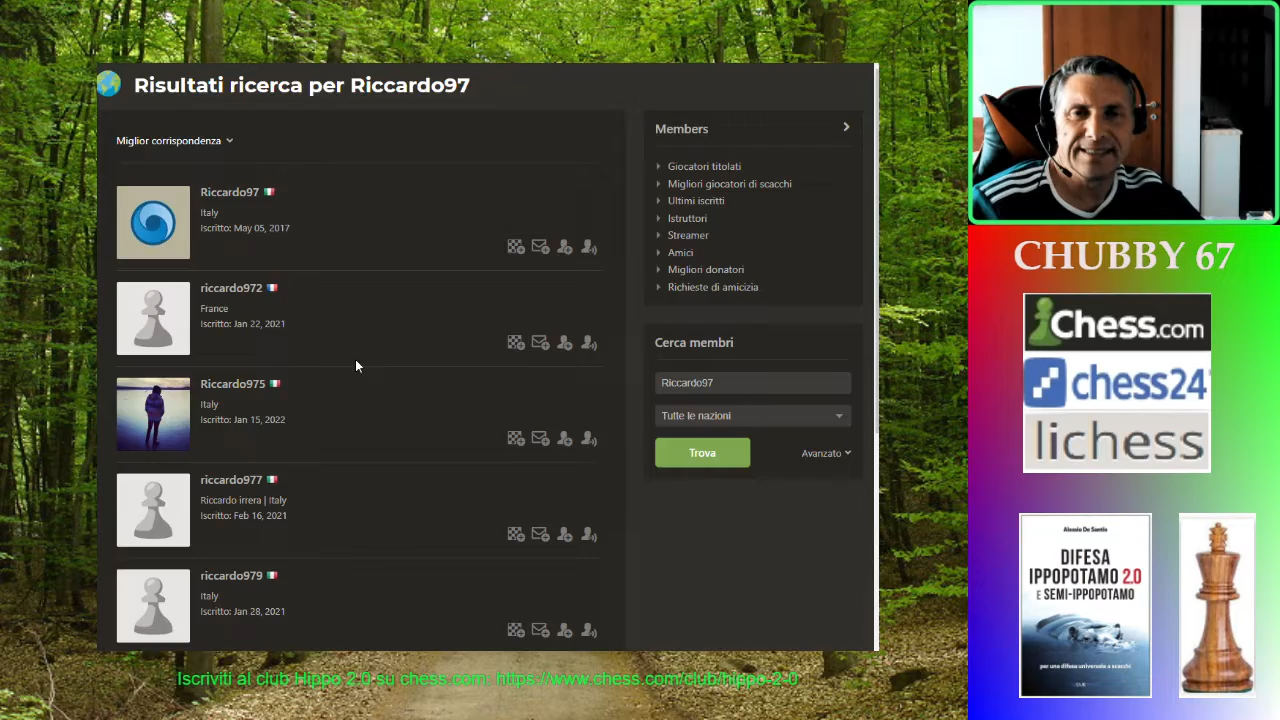 Risultati ricerca per Riccardo97
Miglior corrispondenza
Riccardo97
Italy
Iscritto: May 05, 2017
riccardo972
France
Iscritto: Jan 22, 2021
Riccardo975
Italy
Iscritto: Jan 15, 2022
riccardo977
Riccardo irrera | Italy
Iscritto: Feb 16, 2021
riccardo979
Italy
Iscritto: Jan 28, 2021
Members
Giocatori titolati
Migliori giocatori di scacchi
Ultimi iscritti
Istruttori
Streamer
Amici
Migliori donatori
Richieste di amicizia
Cerca membri
Riccardo97
Tutte le nazioni
Trova
Avanzato
CHUBBY 67
Chess.com
chess24
lichess
Alessio De Santis
DIFESA
IPPOPOTAMO 2.0
E SEMI-IPPOPOTAMO
per una difesa universale a scacchi
Iscriviti al club Hippo 2.0 su chess.com: https://www.chess.com/club/hippo-2-0